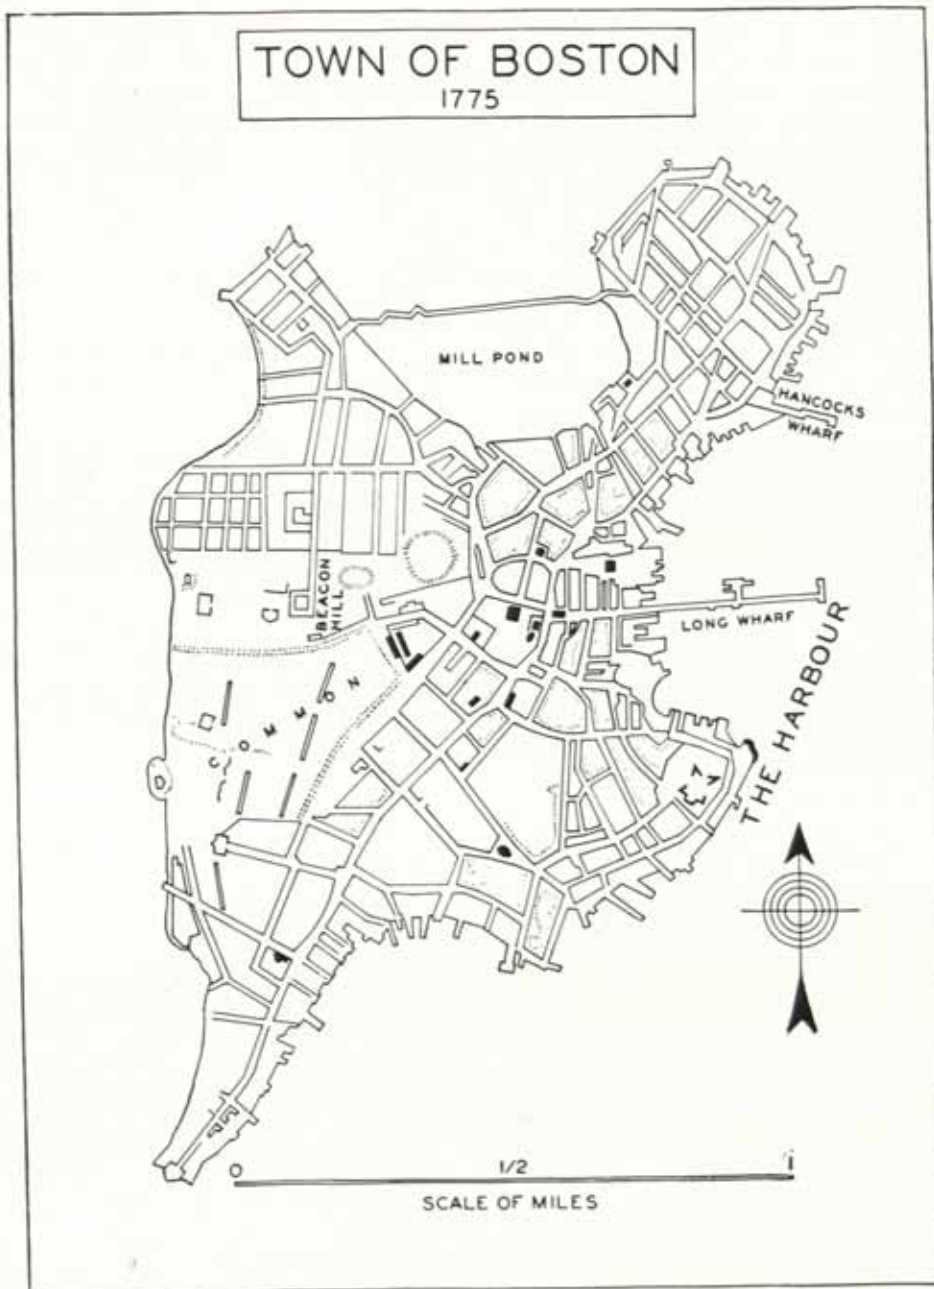 TOWN OF BOSTON
1775
MILL POND
HANCOCKS
WHARF
BEACON
HILL
LONG WHARF
COMMON
THE HARBOUR
0 1/2 1
SCALE OF MILES